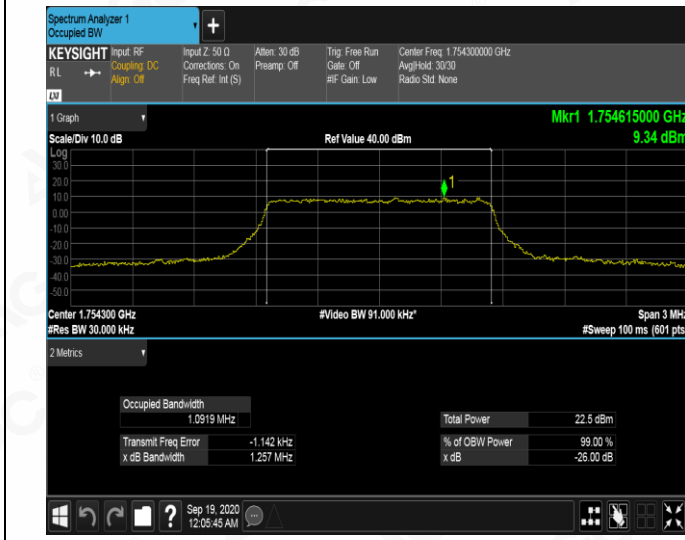 Spectrum Analyzer 1
Occupied BW
+
KEYSIGHT
RL
LXI
Input: RF
Coupling: DC
Align: Off
Input Z: 50 Ω
Corrections: On
Freq Ref: Int (S)
Atten: 30 dB
Preamp: Off
Trig: Free Run
Gate: Off
#IF Gain: Low
Center Freq: 1.754300000 GHz
Avg|Hold: 30/30
Radio Std: None
1 Graph
Mkr1 1.754615000 GHz
Scale/Div 10.0 dB
Ref Value 40.00 dBm
9.34 dBm
Log
30.0
20.0
10.0
0.00
-10.0
-20.0
-30.0
-40.0
-50.0
1
Center 1.754300 GHz
#Video BW 91.000 kHz*
Span 3 MHz
#Res BW 30.000 kHz
#Sweep 100 ms (601 pts
2 Metrics
Occupied Bandwidth
1.0919 MHz
Total Power 22.5 dBm
Transmit Freq Error -1.142 kHz
% of OBW Power 99.00 %
x dB Bandwidth 1.257 MHz
x dB -26.00 dB
?
Sep 19, 2020
12:05:45 AM